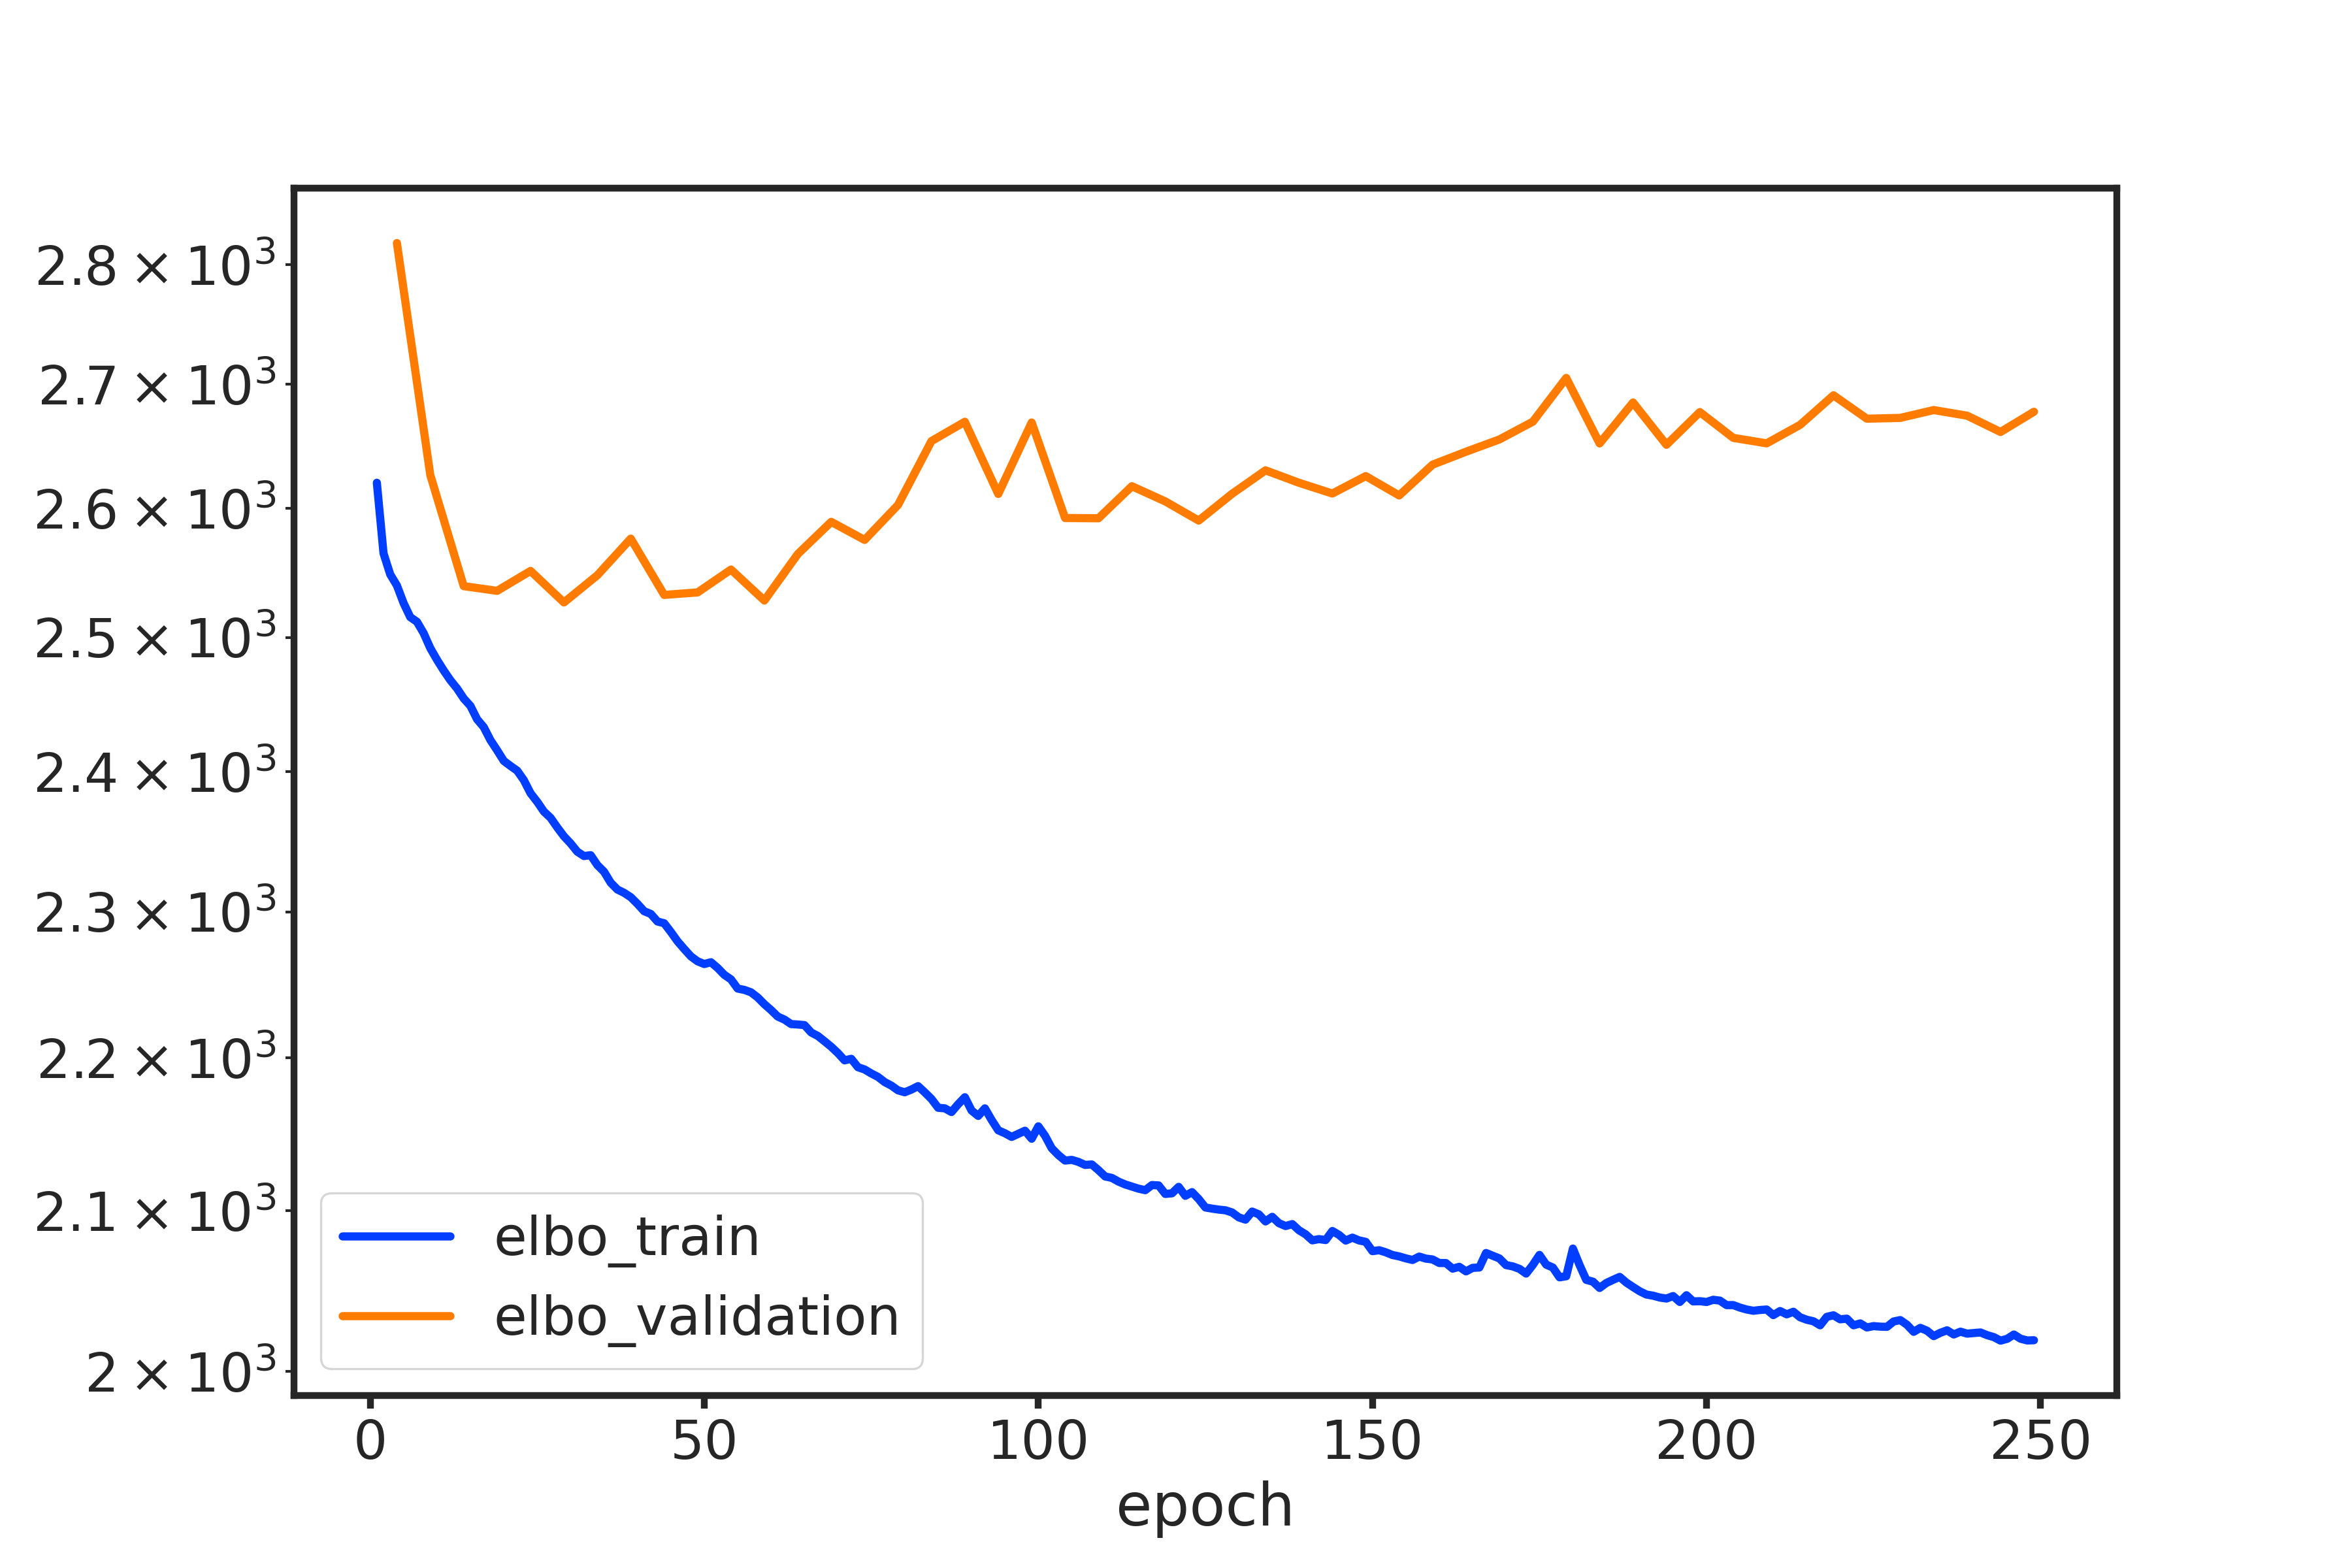 2.8 × 10³
2.7 × 10³
2.6 × 10³
2.5 × 10³
2.4 × 10³
2.3 × 10³
2.2 × 10³
2.1 × 10³
2 × 10³
elbo_train
elbo_validation
0 50 100 150 200 250
epoch